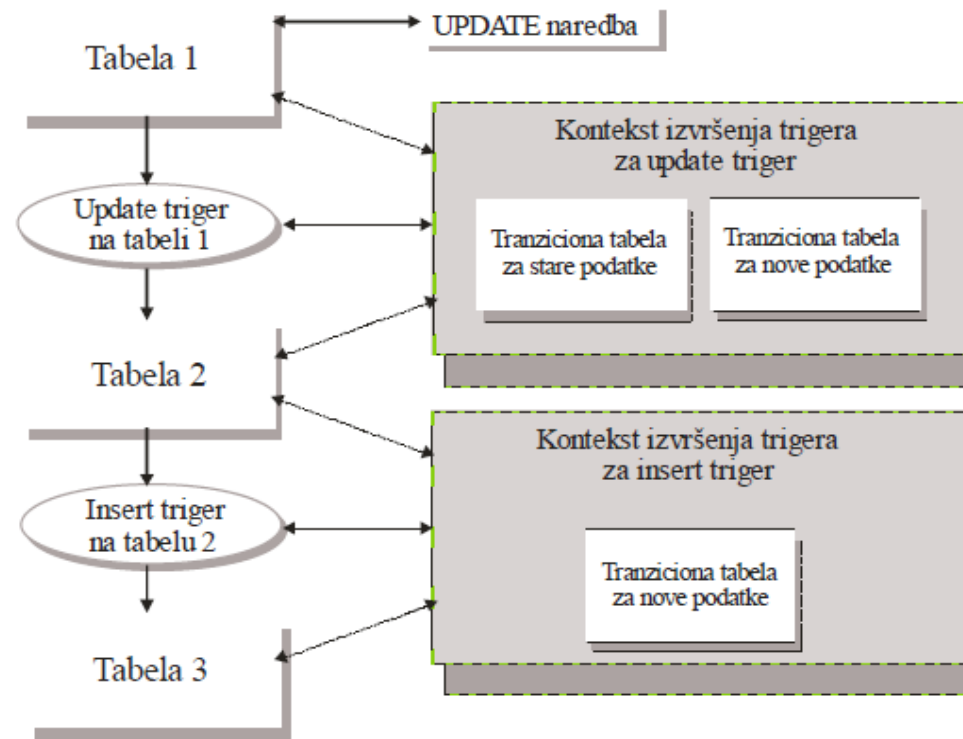 UPDATE naredba
Tabela 1
Kontekst izvršenja trigera
za update triger
Update triger
na tabeli 1
Tranziciona tabela
za stare podatke
Tranziciona tabela
za nove podatke
Tabela 2
Kontekst izvršenja trigera
za insert triger
Insert triger
na tabelu 2
Tranziciona tabela
za nove podatke
Tabela 3